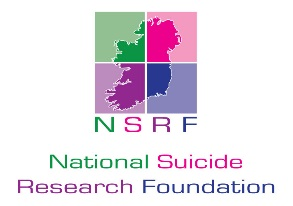 NSRF
National Suicide
Research Foundation